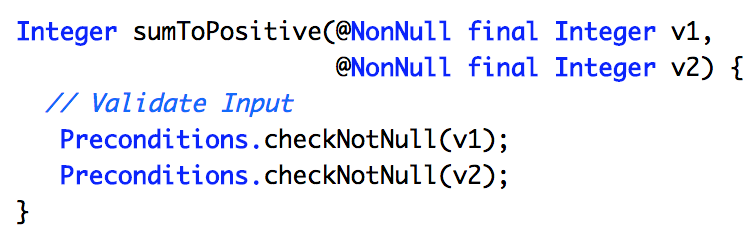 Integer sumToPositive(@NonNull final Integer v1,
@NonNull final Integer v2) {
// Validate Input
Preconditions.checkNotNull(v1);
Preconditions.checkNotNull(v2);
}